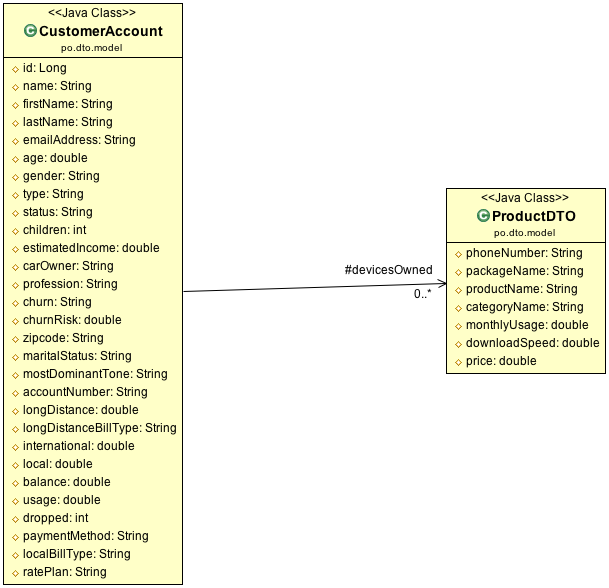 <<Java Class>>
CustomerAccount
po.dto.model
id: Long
name: String
firstName: String
lastName: String
emailAddress: String
age: double
gender: String
type: String
status: String
children: int
estimatedIncome: double
carOwner: String
profession: String
churn: String
churnRisk: double
zipcode: String
maritalStatus: String
mostDominantTone: String
accountNumber: String
longDistance: double
longDistanceBillType: String
international: double
local: double
balance: double
usage: double
dropped: int
paymentMethod: String
localBillType: String
ratePlan: String
#devicesOwned
0..*
<<Java Class>>
ProductDTO
po.dto.model
phoneNumber: String
packageName: String
productName: String
categoryName: String
monthlyUsage: double
downloadSpeed: double
price: double